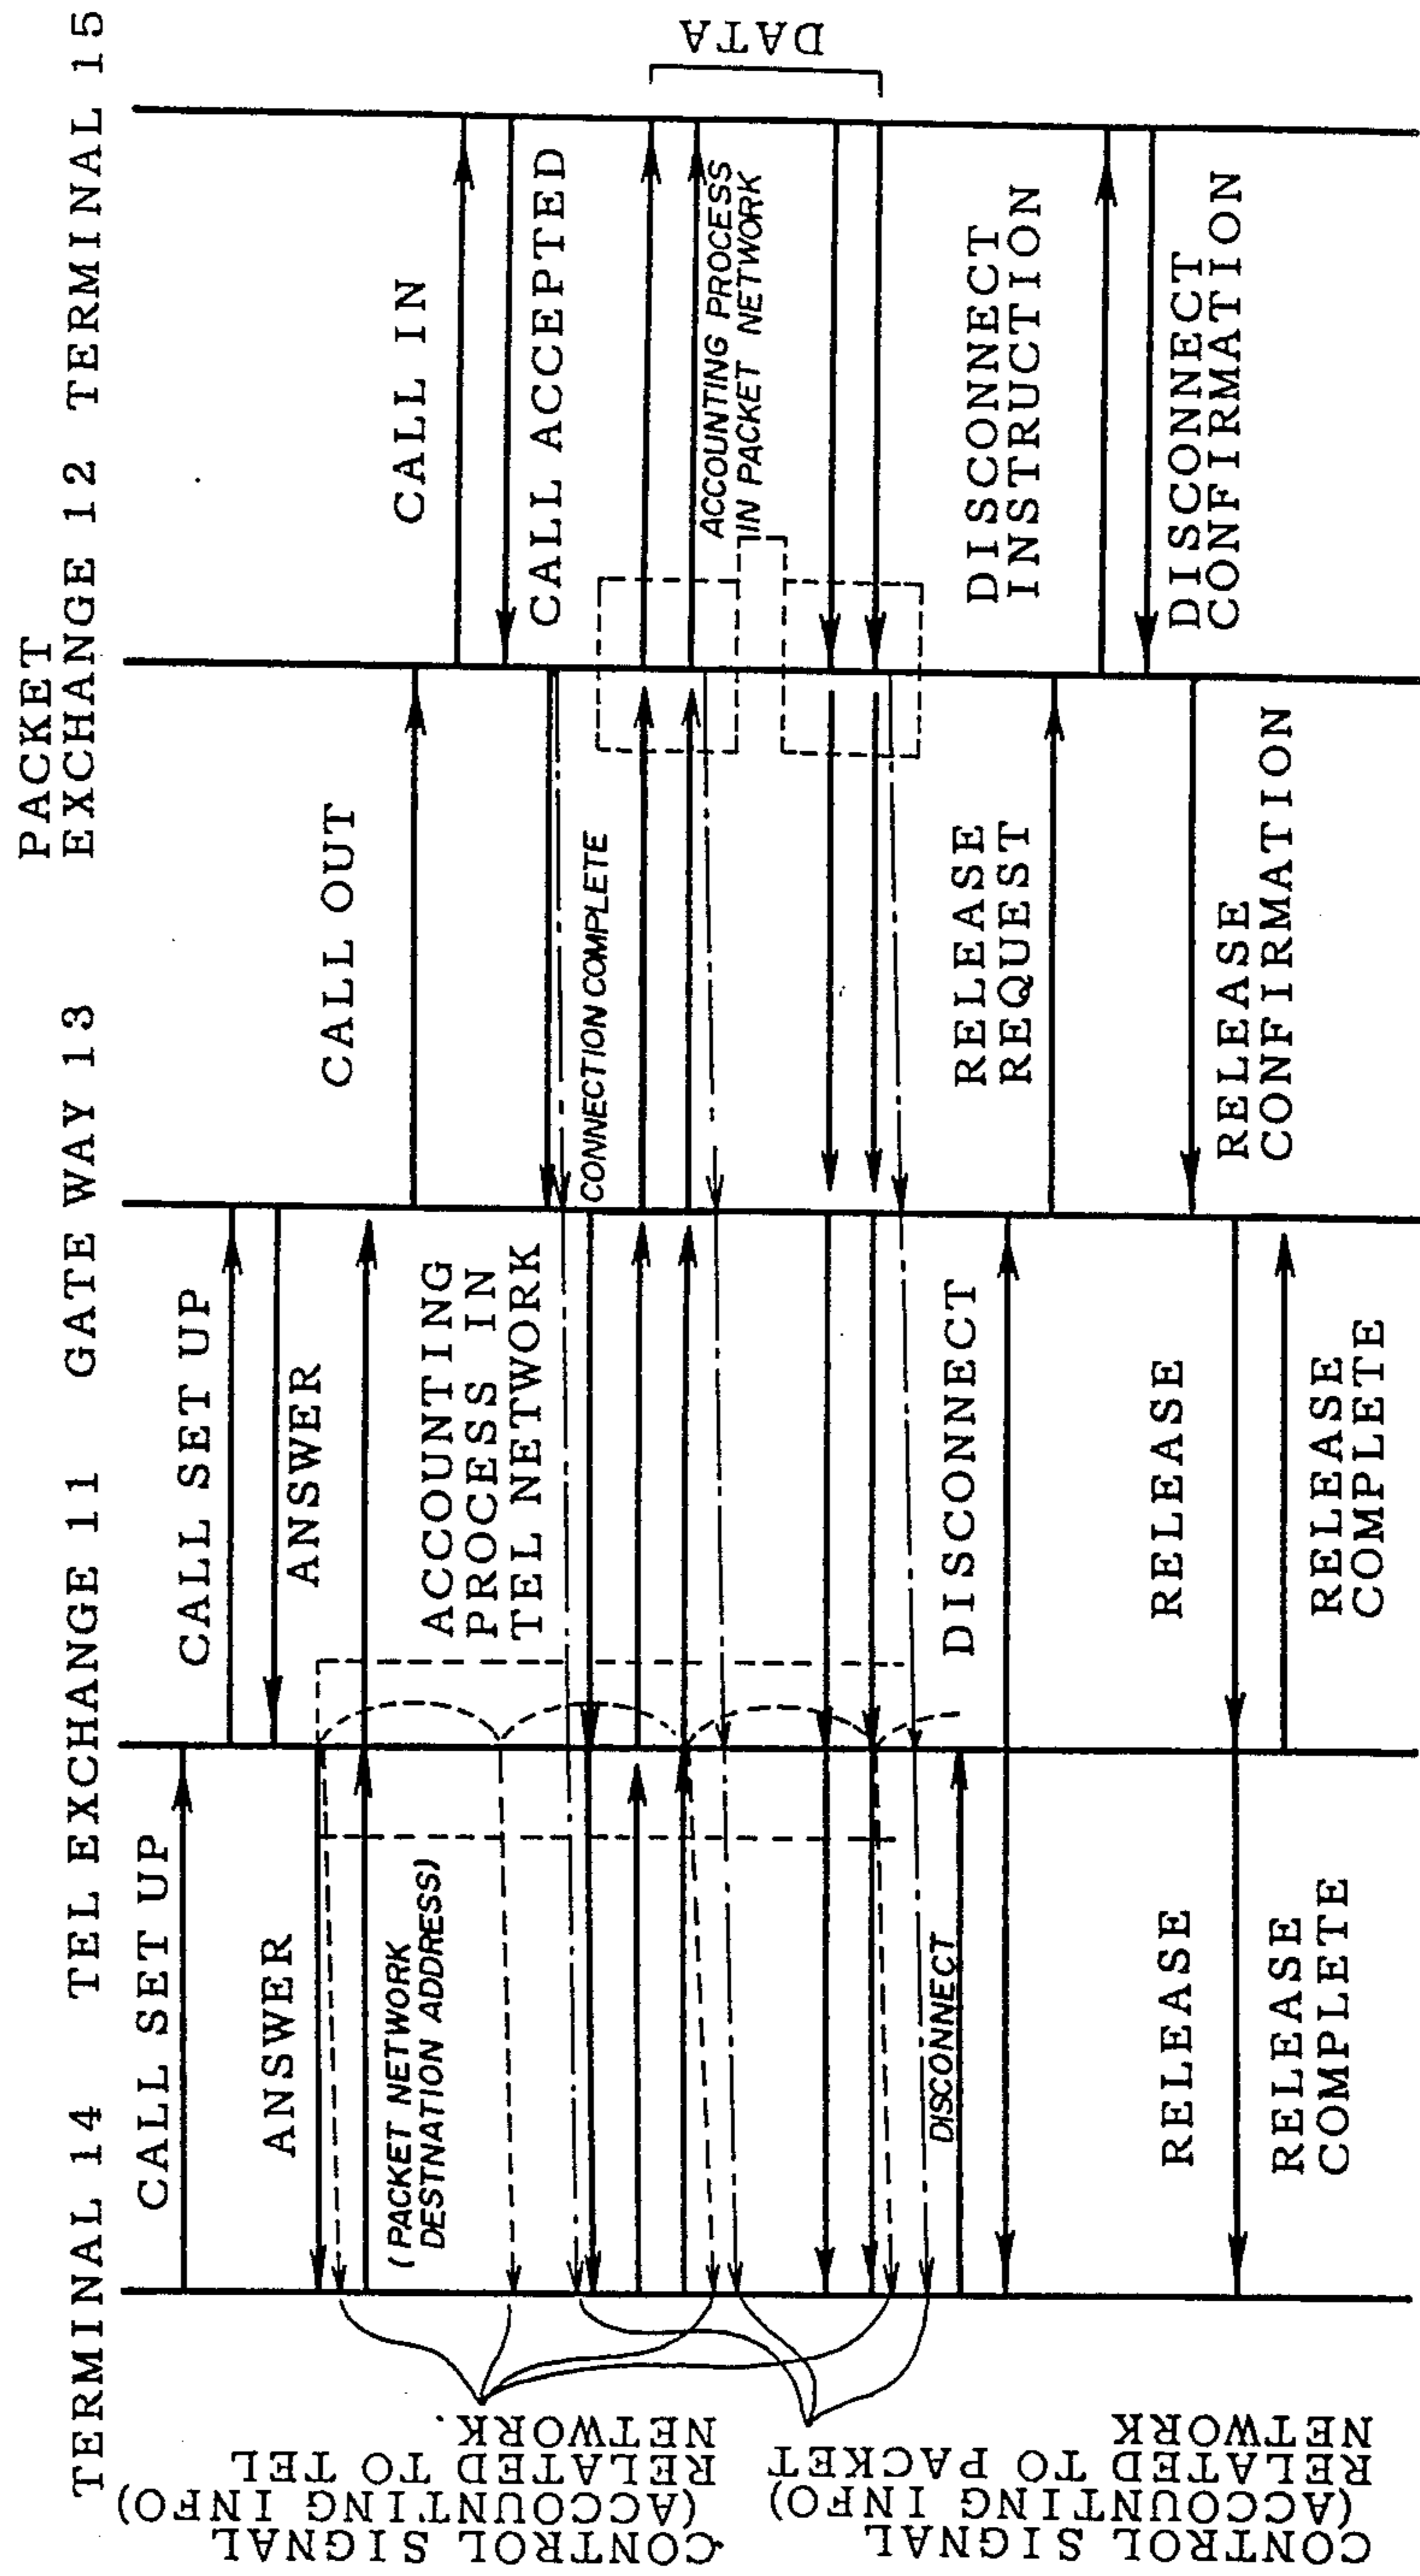 TERMINAL 14
TEL EXCHANGE 11
GATE WAY 13
PACKET
EXCHANGE 12
TERMINAL 15
CALL SET UP
CALL SET UP
ANSWER
ANSWER
(PACKET NETWORK
DESTNATION ADDRESS)
CALL OUT
CALL IN
CALL ACCEPTED
ACCOUNTING
PROCESS IN
TEL NETWORK
CONNECTION COMPLETE
ACCOUNTING PROCESS
IN PACKET NETWORK
DATA
CONTROL SIGNAL
(ACCOUNTING INFO)
RELATED TO TEL
NETWORK.
CONTROL SIGNAL
(ACCOUNTING INFO)
RELATED TO PACKET
NETWORK
DISCONNECT
DISCONNECT
RELEASE
REQUEST
DISCONNECT
INSTRUCTION
DISCONNECT
CONFIRMATION
RELEASE
CONFIRMATION
RELEASE
RELEASE
RELEASE
COMPLETE
RELEASE
COMPLETE